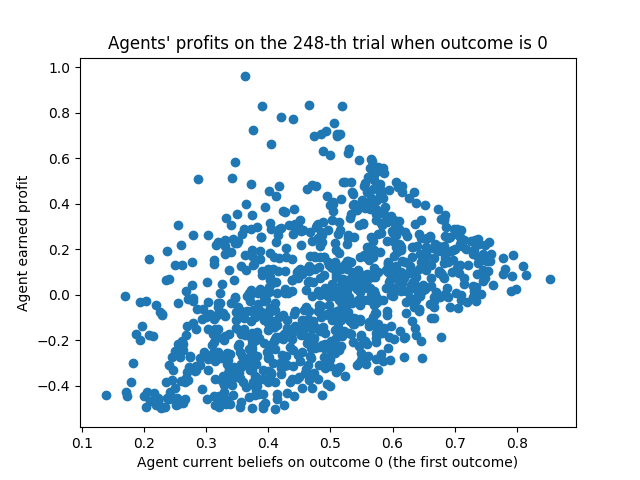 Agents' profits on the 248-th trial when outcome is 0
1.0
0.8
0.6
0.4
0.2
0.0
−0.2
−0.4
Agent earned profit
0.1 0.2 0.3 0.4 0.5 0.6 0.7 0.8
Agent current beliefs on outcome 0 (the first outcome)